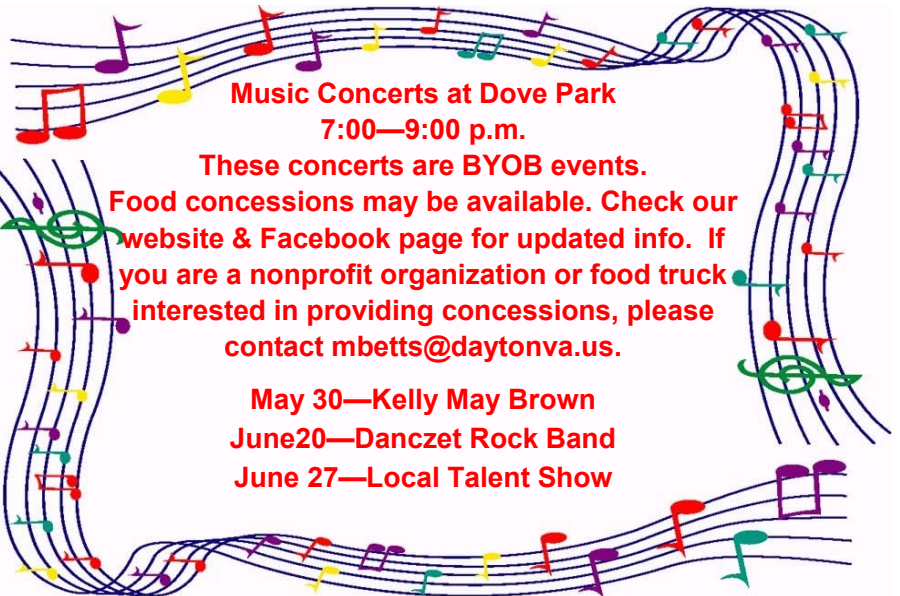 Music Concerts at Dove Park
7:00—9:00 p.m.
These concerts are BYOB events.
Food concessions may be available. Check our
website & Facebook page for updated info.  If
you are a nonprofit organization or food truck
interested in providing concessions, please
contact mbetts@daytonva.us.
May 30—Kelly May Brown
June20—Danczet Rock Band
June 27—Local Talent Show